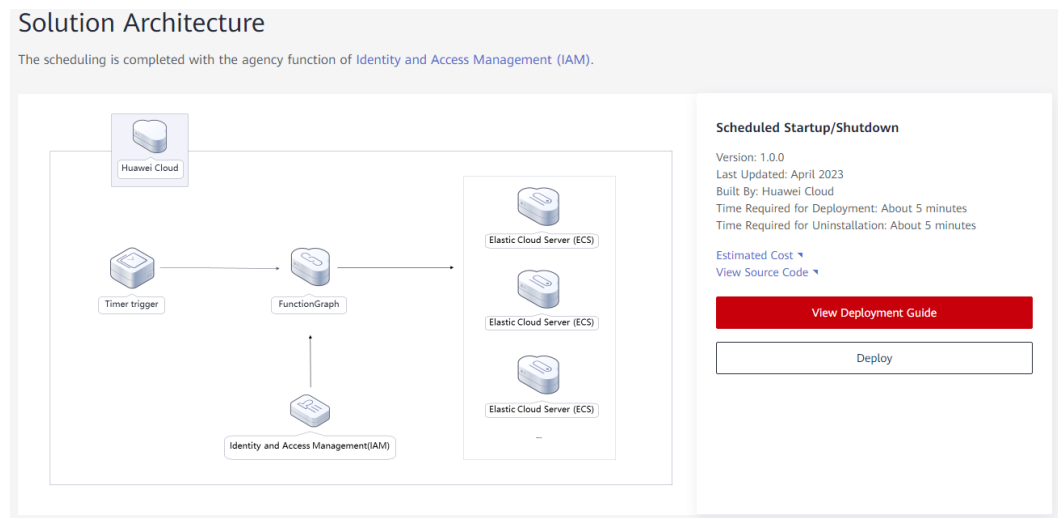 Solution Architecture
The scheduling is completed with the agency function of Identity and Access Management (IAM).
Huawei Cloud
Timer trigger
FunctionGraph
Identity and Access Management(IAM)
Elastic Cloud Server (ECS)
Elastic Cloud Server (ECS)
Elastic Cloud Server (ECS)
...
Scheduled Startup/Shutdown
Version: 1.0.0
Last Updated: April 2023
Built By: Huawei Cloud
Time Required for Deployment: About 5 minutes
Time Required for Uninstallation: About 5 minutes
Estimated Cost
View Source Code
View Deployment Guide
Deploy